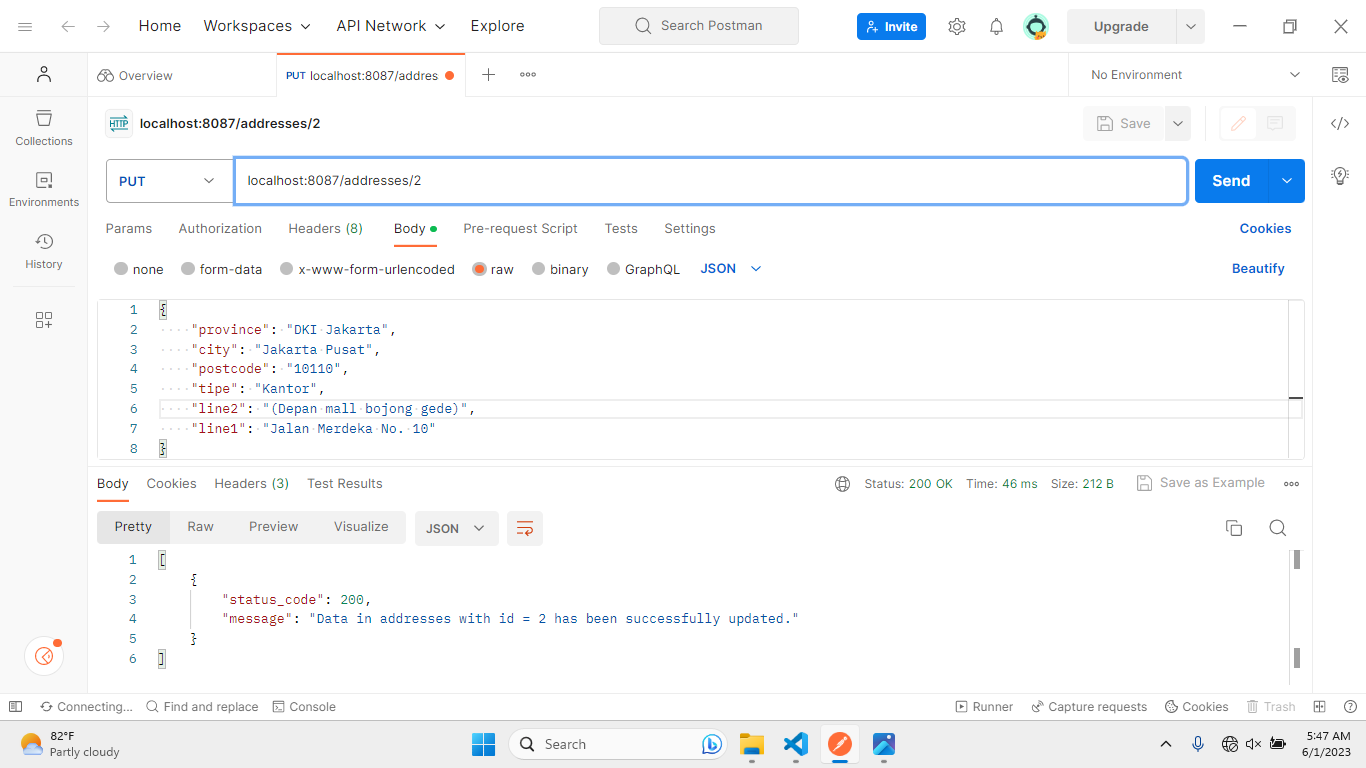 Home Workspaces API Network Explore Search Postman Invite Upgrade
Overview PUT localhost:8087/addres No Environment
HTTP localhost:8087/addresses/2 Save
Collections
PUT localhost:8087/addresses/2 Send
Environments
Params Authorization Headers (8) Body Pre-request Script Tests Settings Cookies
History
none form-data x-www-form-urlencoded raw binary GraphQL JSON Beautify
1 {
2 ····"province":·"DKI·Jakarta",
3 ····"city":·"Jakarta·Pusat",
4 ····"postcode":·"10110",
5 ····"tipe":·"Kantor",
6 ····"line2":·"(Depan·mall·bojong·gede)",
7 ····"line1":·"Jalan·Merdeka·No.·10"
8 }
Body Cookies Headers (3) Test Results Status: 200 OK Time: 46 ms Size: 212 B Save as Example
Pretty Raw Preview Visualize JSON
1 [
2 {
3 "status_code": 200,
4 "message": "Data in addresses with id = 2 has been successfully updated."
5 }
6 ]
Connecting... Find and replace Console Runner Capture requests Cookies Trash
82°F
Partly cloudy
Search
5:47 AM
6/1/2023